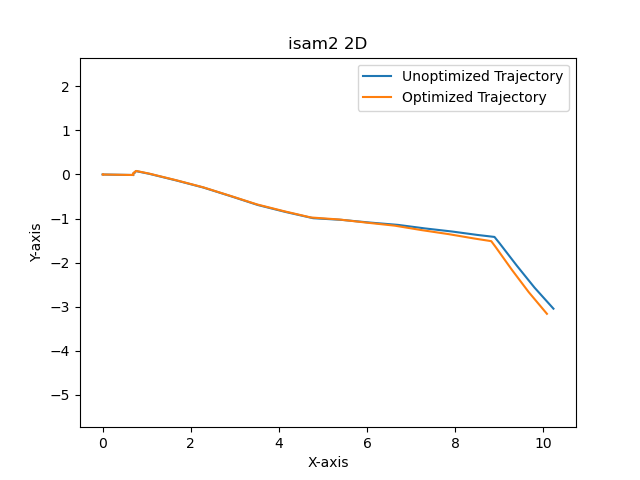 isam2 2D
Unoptimized Trajectory
Optimized Trajectory
Y-axis
2
1
0
−1
−2
−3
−4
−5
0 2 4 6 8 10
X-axis